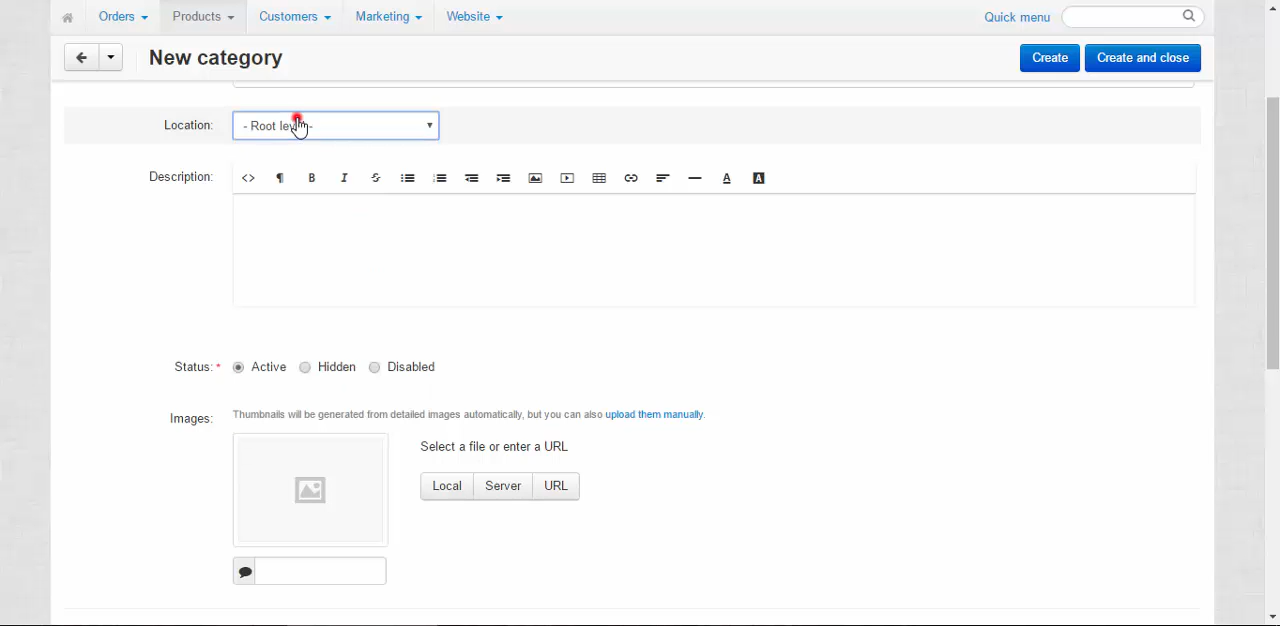 Orders Products Customers Marketing Website Quick menu
New category Create Create and close
Location: - Root level -
Description:
Status: * Active Hidden Disabled
Images: Thumbnails will be generated from detailed images automatically, but you can also upload them manually.
Select a file or enter a URL
Local Server URL